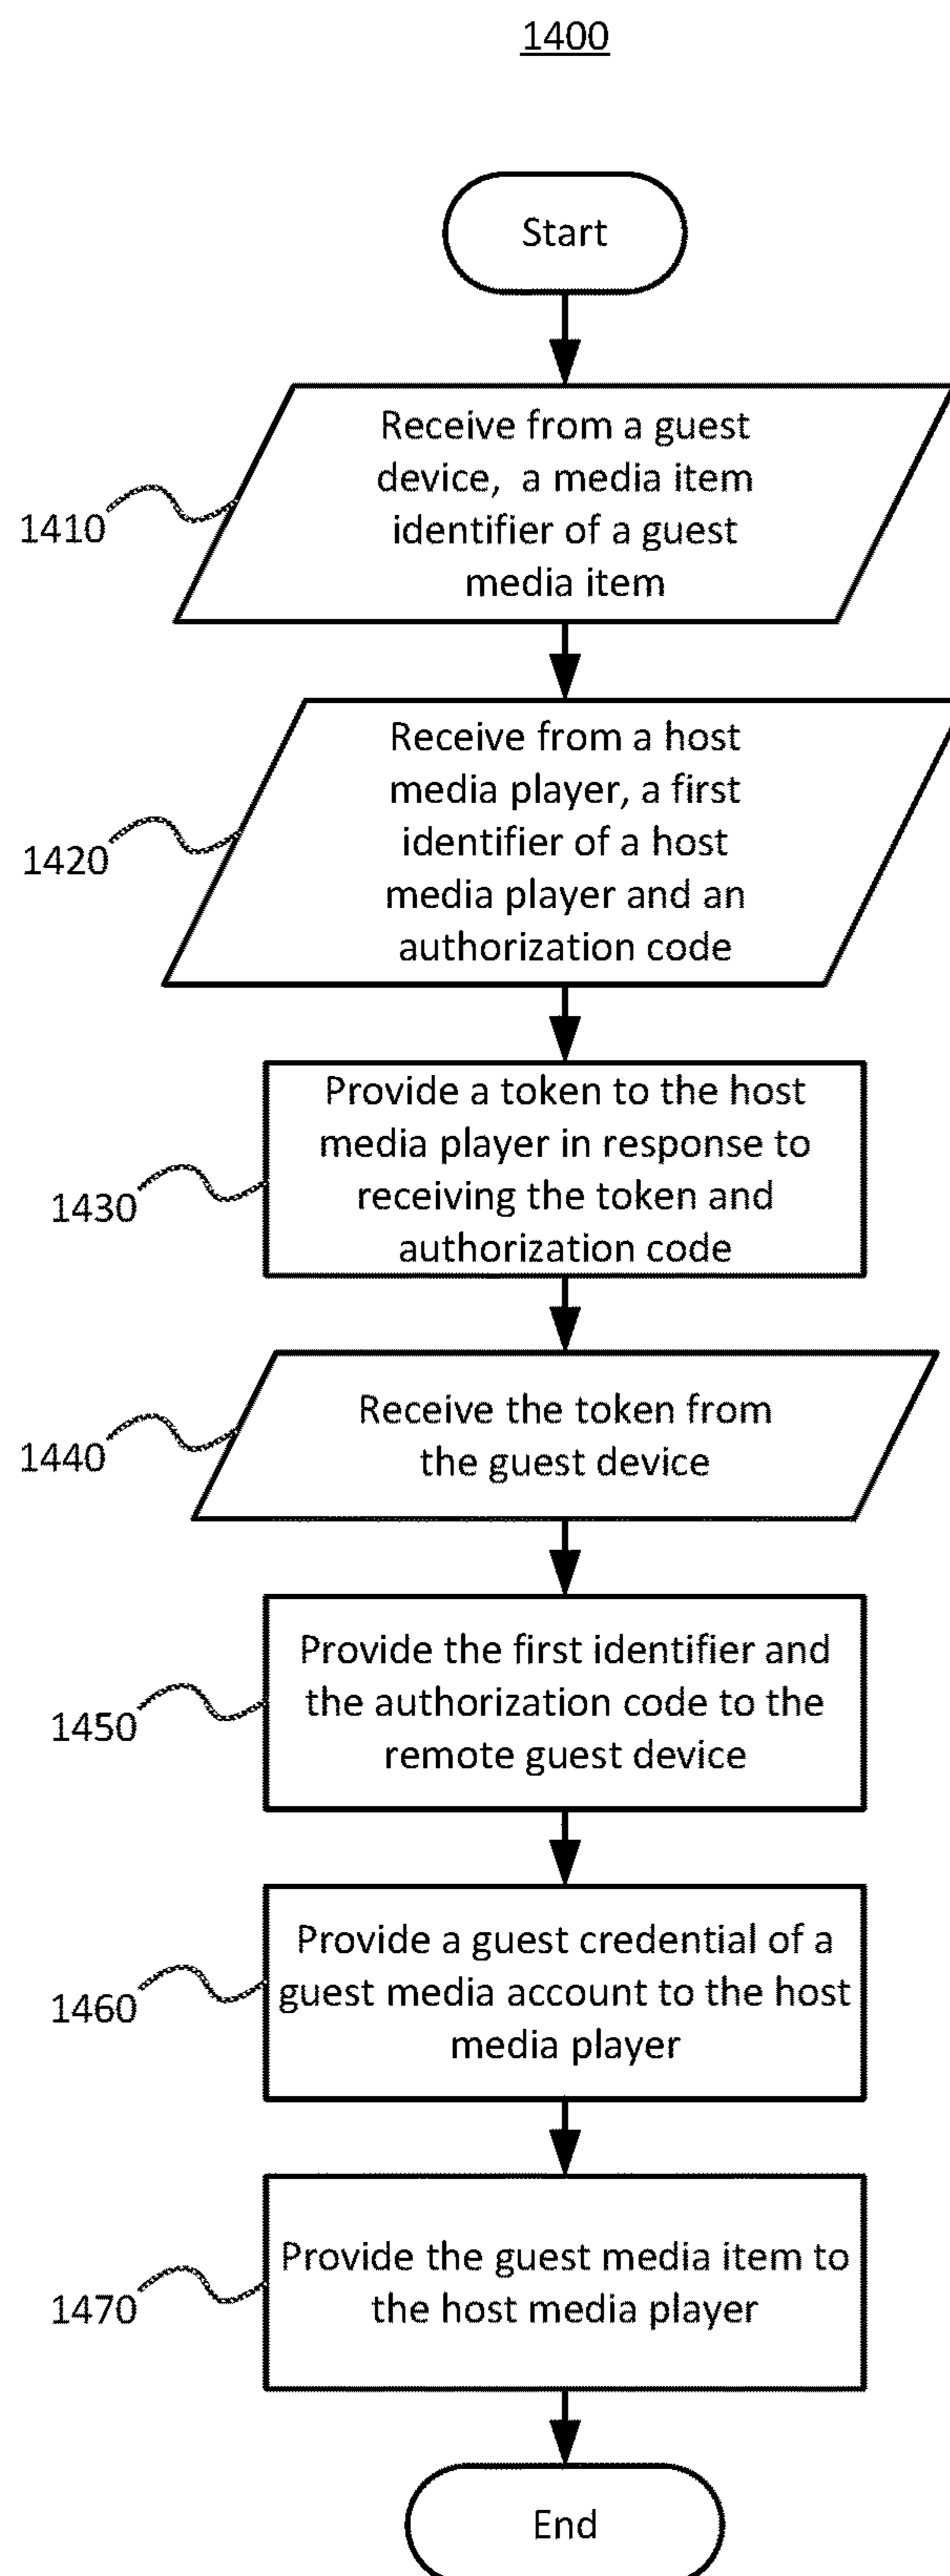 1400
Start
Receive from a guest
device, a media item
identifier of a guest
media item
1410
Receive from a host
media player, a first
identifier of a host
media player and an
authorization code
1420
Provide a token to the host
media player in response to
receiving the token and
authorization code
1430
Receive the token from
the guest device
1440
Provide the first identifier and
the authorization code to the
remote guest device
1450
Provide a guest credential of a
guest media account to the host
media player
1460
Provide the guest media item to
the host media player
1470
End